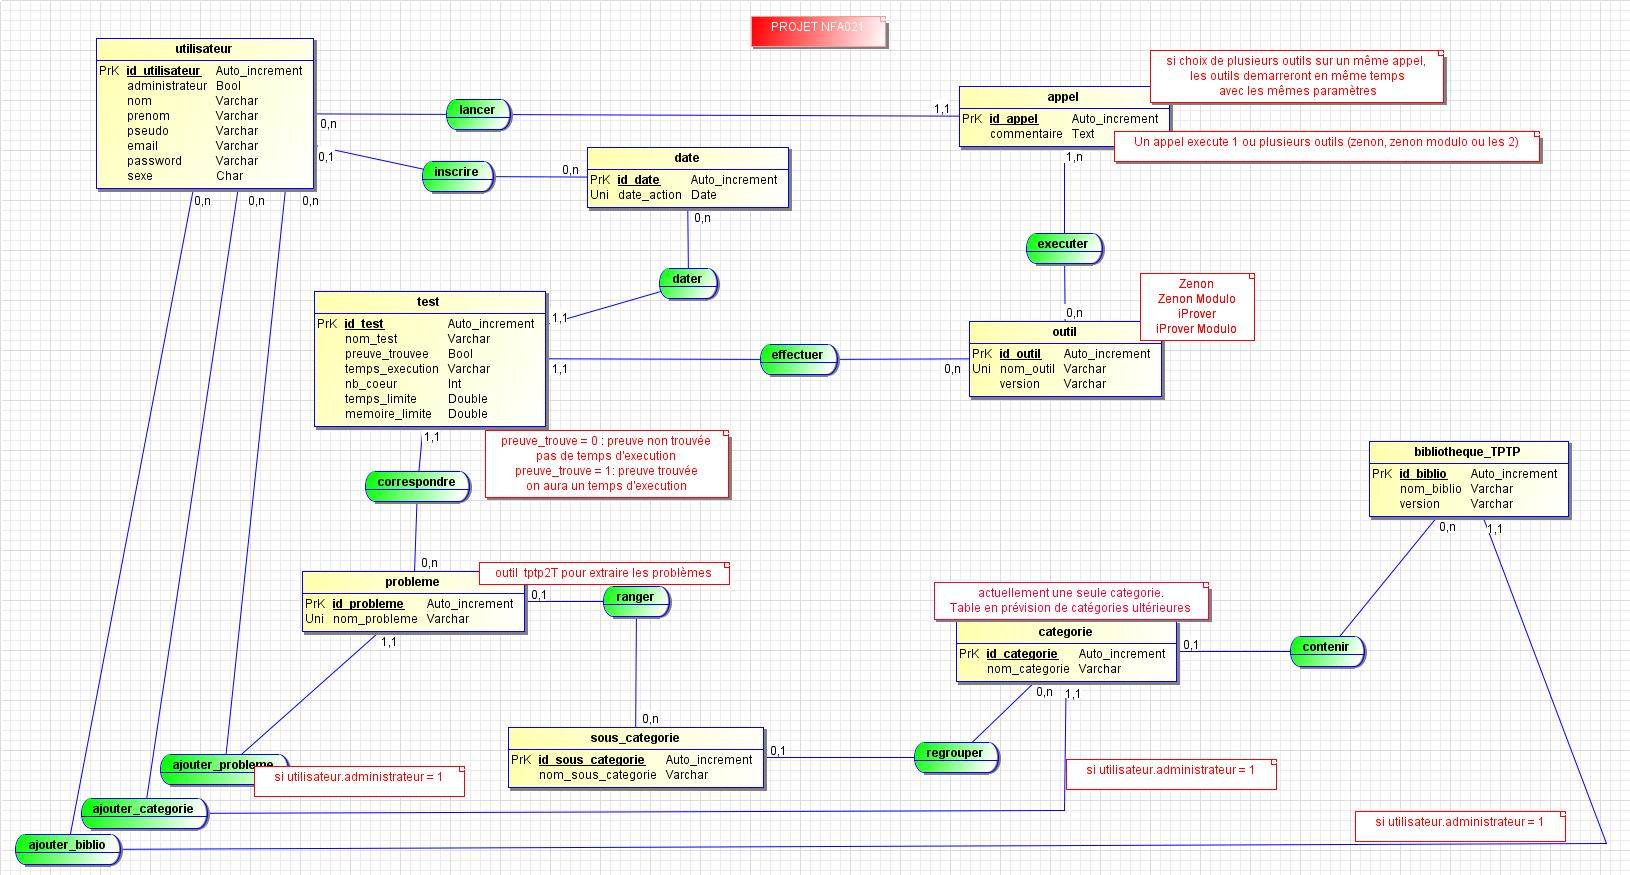 PROJET NFA021
utilisateur
PrK id_utilisateur Auto_increment
administrateur Bool
nom Varchar
prenom Varchar
pseudo Varchar
email Varchar
password Varchar
sexe Char
0,n
lancer
1,1
appel
PrK id_appel Auto_increment
commentaire Text
si choix de plusieurs outils sur un même appel,
les outils demarreront en même temps
avec les mêmes paramètres
Un appel execute 1 ou plusieurs outils (zenon, zenon modulo ou les 2)
0,1
inscrire
0,n
date
PrK id_date Auto_increment
Uni date_action Date
0,n
dater
1,1
0,n
0,n
0,n
1,n
executer
0,n
Zenon
Zenon Modulo
iProver
iProver Modulo
test
PrK id_test Auto_increment
nom_test Varchar
preuve_trouvee Bool
temps_execution Varchar
nb_coeur Int
temps_limite Double
memoire_limite Double
1,1
effectuer
0,n
outil
PrK id_outil Auto_increment
Uni nom_outil Varchar
version Varchar
1,1
preuve_trouve = 0 : preuve non trouvée
pas de temps d'execution
preuve_trouve = 1: preuve trouvée
on aura un temps d'execution
correspondre
0,n
bibliotheque_TPTP
PrK id_biblio Auto_increment
nom_biblio Varchar
version Varchar
0,n
1,1
outil tptp2T pour extraire les problèmes
probleme
PrK id_probleme Auto_increment
Uni nom_probleme Varchar
0,1
ranger
1,1
0,n
actuellement une seule categorie.
Table en prévision de catégories ultérieures
categorie
PrK id_categorie Auto_increment
nom_categorie Varchar
0,1
contenir
0,n
1,1
sous_categorie
PrK id_sous_categorie Auto_increment
nom_sous_categorie Varchar
0,1
regrouper
ajouter_probleme
si utilisateur.administrateur = 1
si utilisateur.administrateur = 1
ajouter_categorie
si utilisateur.administrateur = 1
ajouter_biblio